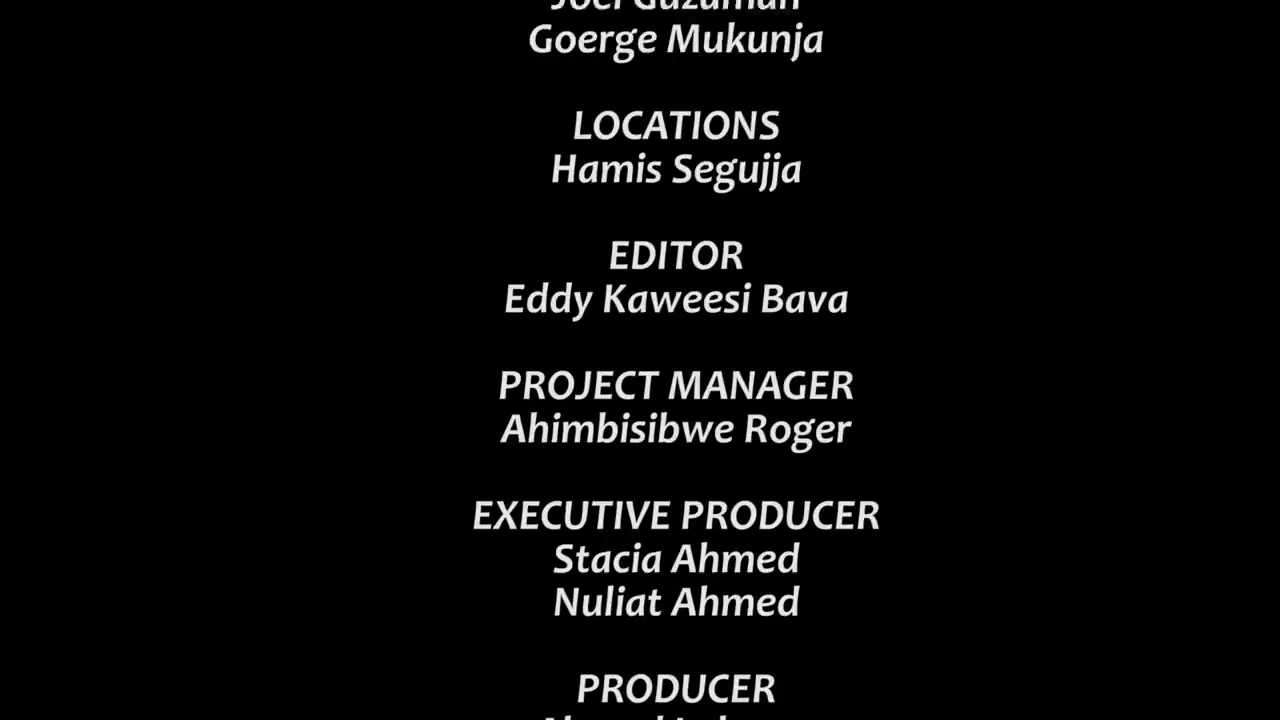 Goerge Mukunja
LOCATIONS
Hamis Segujja
EDITOR
Eddy Kaweesi Bava
PROJECT MANAGER
Ahimbisibwe Roger
EXECUTIVE PRODUCER
Stacia Ahmed
Nuliat Ahmed
PRODUCER